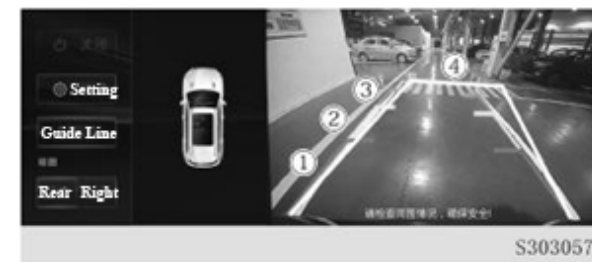 Setting
Guide Line
Rear Right
①
②
③
④
请检查周围情况，确保安全!
S303057